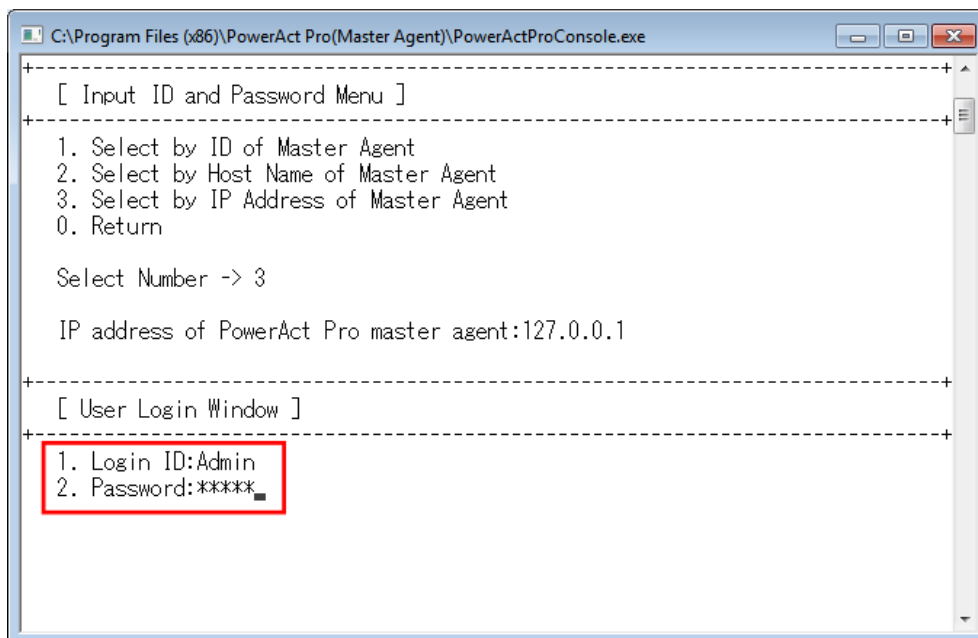 C:\Program Files (x86)\PowerAct Pro(Master Agent)\PowerActProConsole.exe
[ Input ID and Password Menu ]
1. Select by ID of Master Agent
2. Select by Host Name of Master Agent
3. Select by IP Address of Master Agent
0. Return
Select Number -> 3
IP address of PowerAct Pro master agent:127.0.0.1
[ User Login Window ]
1. Login ID:Admin
2. Password:*****